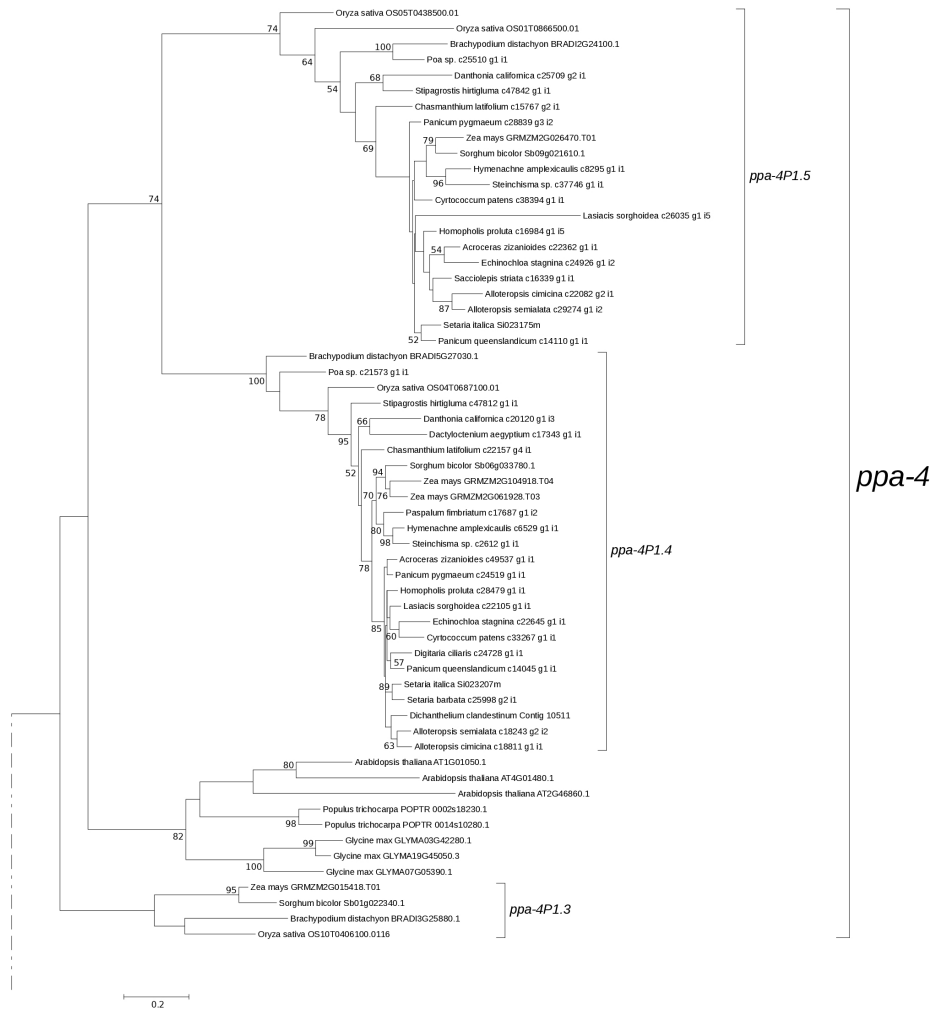 Oryza sativa OS05T0438500.01
74
Oryza sativa OS01T0866500.01
Brachypodium distachyon BRADI2G24100.1
100
64
Poa sp. c25510 g1 i1
Danthonia californica c25709 g2 i1
68
54
Stipagrostis hirtigluma c47842 g1 i1
Chasmanthium latifolium c15767 g2 i1
Panicum pygmaeum c28839 g3 i2
Zea mays GRMZM2G026470.T01
79
69
Sorghum bicolor Sb09g021610.1
Hymenachne amplexicaulis c8295 g1 i1
ppa-4P1.5
96
Steinchisma sp. c37746 g1 i1
74
Cyrtococcum patens c38394 g1 i1
Lasiacis sorghoidea c26035 g1 i5
Homopholis proluta c16984 g1 i5
Acroceras zizanioides c22362 g1 i1
54
Echinochloa stagnina c24926 g1 i2
Sacciolepis striata c16339 g1 i1
Alloteropsis cimicina c22082 g2 i1
87
Alloteropsis semialata c29274 g1 i2
Setaria italica Si023175m
52
Panicum queenslandicum c14110 g1 i1
Brachypodium distachyon BRADI5G27030.1
Poa sp. c21573 g1 i1
100
Oryza sativa OS04T0687100.01
Stipagrostis hirtigluma c47812 g1 i1
78
Danthonia californica c20120 g1 i3
66
Dactyloctenium aegyptium c17343 g1 i1
95
Chasmanthium latifolium c22157 g4 i1
Sorghum bicolor Sb06g033780.1
94
52
Zea mays GRMZM2G104918.T04
ppa-4
70 76
Zea mays GRMZM2G061928.T03
Paspalum fimbriatum c17687 g1 i2
Hymenachne amplexicaulis c6529 g1 i1
80
98
Steinchisma sp. c2612 g1 i1
ppa-4P1.4
Acroceras zizanioides c49537 g1 i1
78
Panicum pygmaeum c24519 g1 i1
Homopholis proluta c28479 g1 i1
Lasiacis sorghoidea c22105 g1 i1
Echinochloa stagnina c22645 g1 i1
85
60
Cyrtococcum patens c33267 g1 i1
Digitaria ciliaris c24728 g1 i1
57
Panicum queenslandicum c14045 g1 i1
Setaria italica Si023207m
89
Setaria barbata c25998 g2 i1
Dichanthelium clandestinum Contig 10511
Alloteropsis semialata c18243 g2 i2
63
Alloteropsis cimicina c18811 g1 i1
Arabidopsis thaliana AT1G01050.1
80
Arabidopsis thaliana AT4G01480.1
Arabidopsis thaliana AT2G46860.1
Populus trichocarpa POPTR 0002s18230.1
98
Populus trichocarpa POPTR 0014s10280.1
82
Glycine max GLYMA03G42280.1
99
Glycine max GLYMA19G45050.3
100
Glycine max GLYMA07G05390.1
Zea mays GRMZM2G015418.T01
95
Sorghum bicolor Sb01g022340.1
ppa-4P1.3
Brachypodium distachyon BRADI3G25880.1
Oryza sativa OS10T0406100.0116
0.2